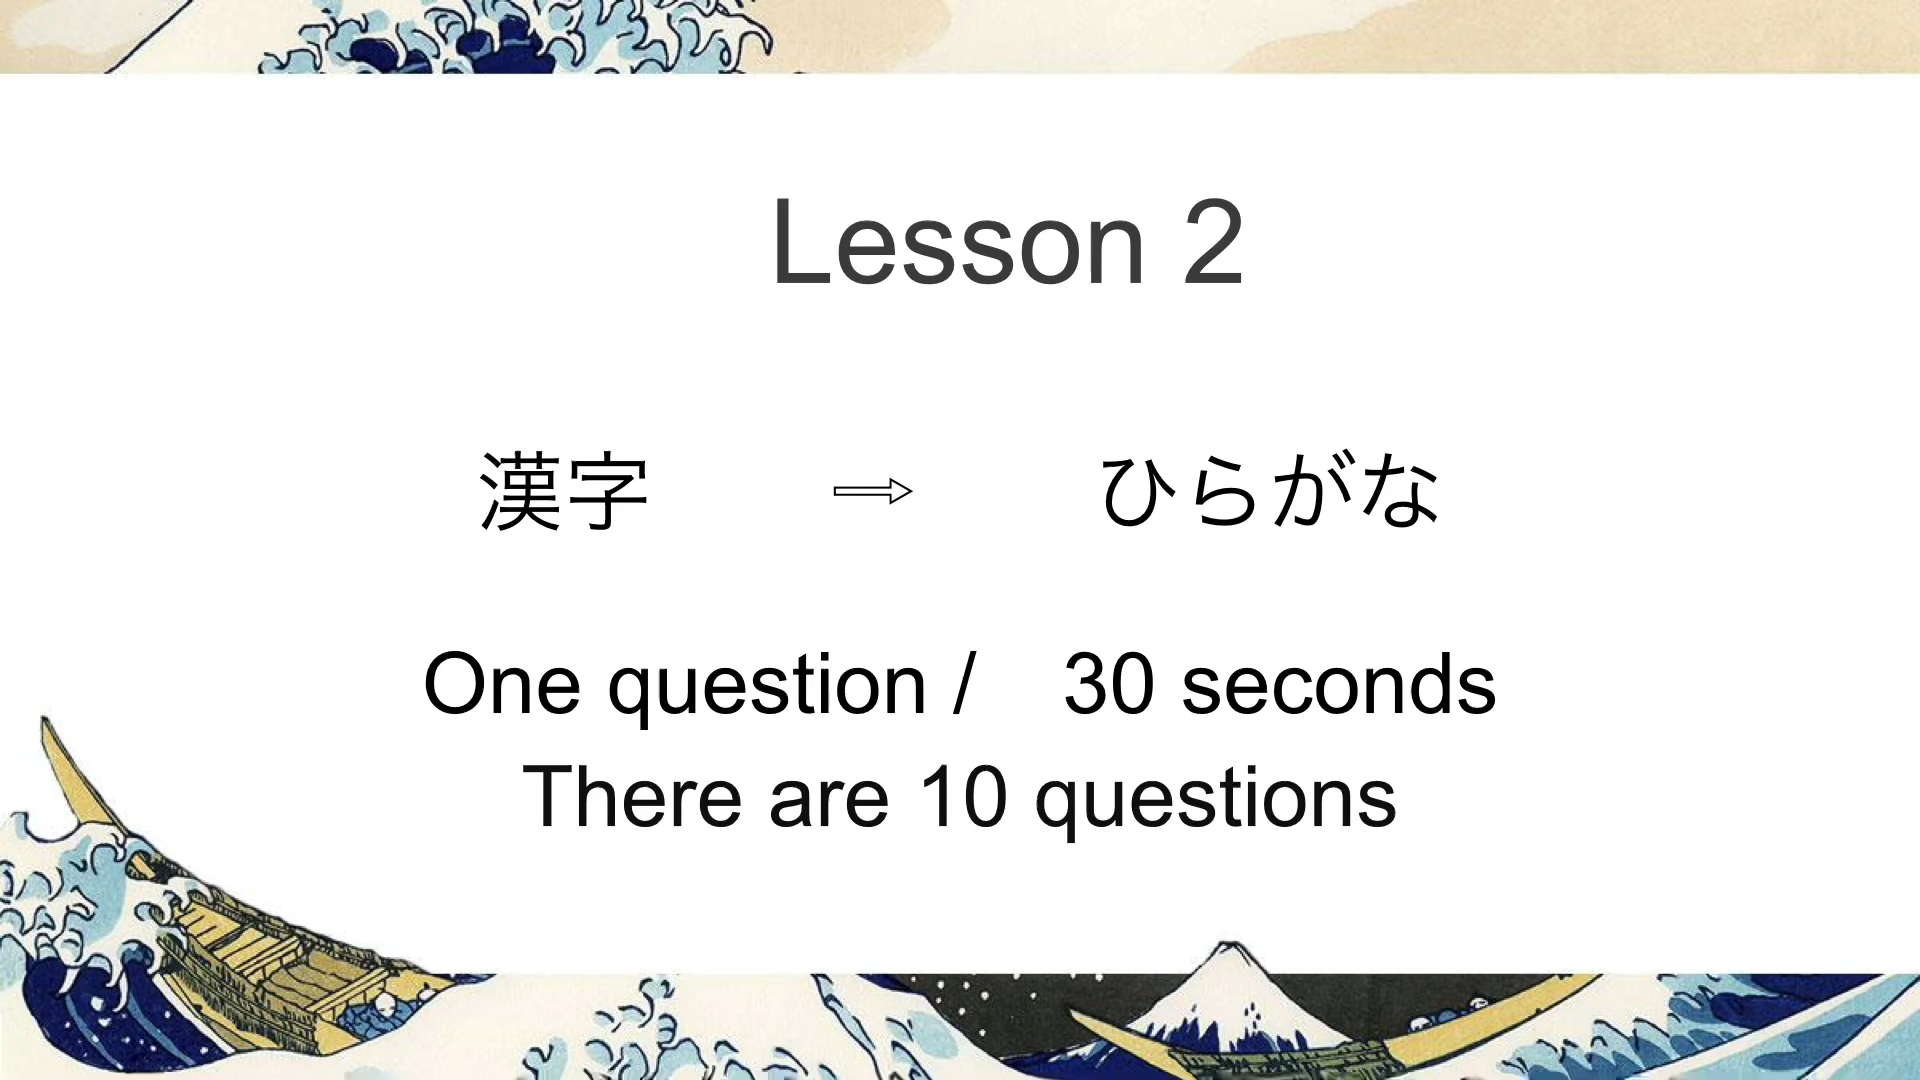 Lesson 2
漢字 ⇨ ひらがな
One question / 30 seconds
There are 10 questions